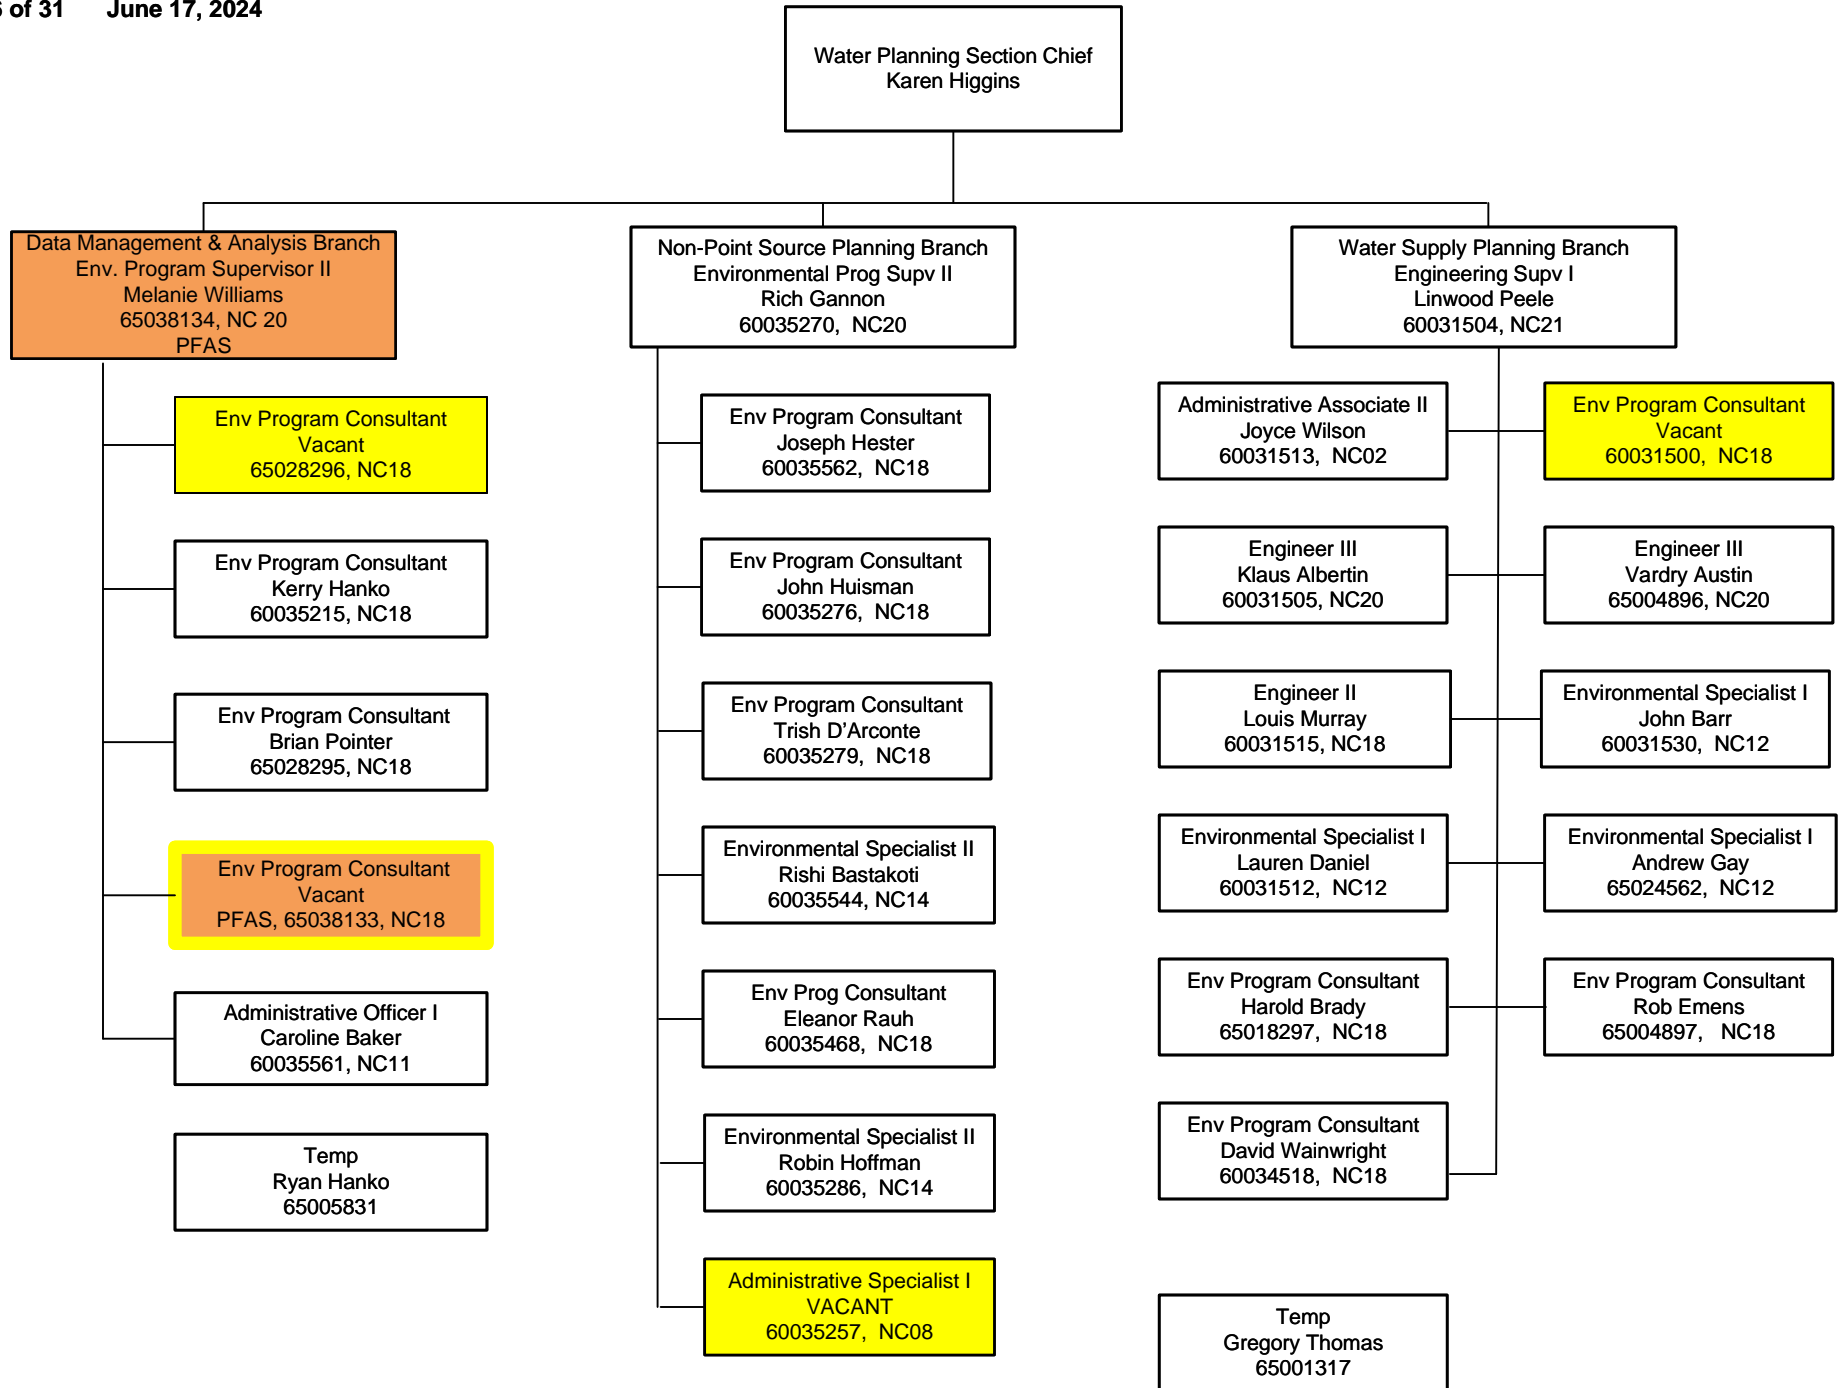 of 31 June 17, 2024
Water Planning Section Chief
Karen Higgins
Data Management & Analysis Branch
Env. Program Supervisor II
Melanie Williams
65038134, NC 20
PFAS
Env Program Consultant
Vacant
65028296, NC18
Env Program Consultant
Kerry Hanko
60035215, NC18
Env Program Consultant
Brian Pointer
65028295, NC18
Env Program Consultant
Vacant
PFAS, 65038133, NC18
Administrative Officer I
Caroline Baker
60035561, NC11
Temp
Ryan Hanko
65005831
Non-Point Source Planning Branch
Environmental Prog Supv II
Rich Gannon
60035270, NC20
Env Program Consultant
Joseph Hester
60035562, NC18
Env Program Consultant
John Huisman
60035276, NC18
Env Program Consultant
Trish D'Arconte
60035279, NC18
Environmental Specialist II
Rishi Bastakoti
60035544, NC14
Env Prog Consultant
Eleanor Rauh
60035468, NC18
Environmental Specialist II
Robin Hoffman
60035286, NC14
Administrative Specialist I
VACANT
60035257, NC08
Water Supply Planning Branch
Engineering Supv I
Linwood Peele
60031504, NC21
Administrative Associate II
Joyce Wilson
60031513, NC02
Env Program Consultant
Vacant
60031500, NC18
Engineer III
Klaus Albertin
60031505, NC20
Engineer III
Vardry Austin
65004896, NC20
Engineer II
Louis Murray
60031515, NC18
Environmental Specialist I
John Barr
60031530, NC12
Environmental Specialist I
Lauren Daniel
60031512, NC12
Environmental Specialist I
Andrew Gay
65024562, NC12
Env Program Consultant
Harold Brady
65018297, NC18
Env Program Consultant
Rob Emens
65004897, NC18
Env Program Consultant
David Wainwright
60034518, NC18
Temp
Gregory Thomas
65001317